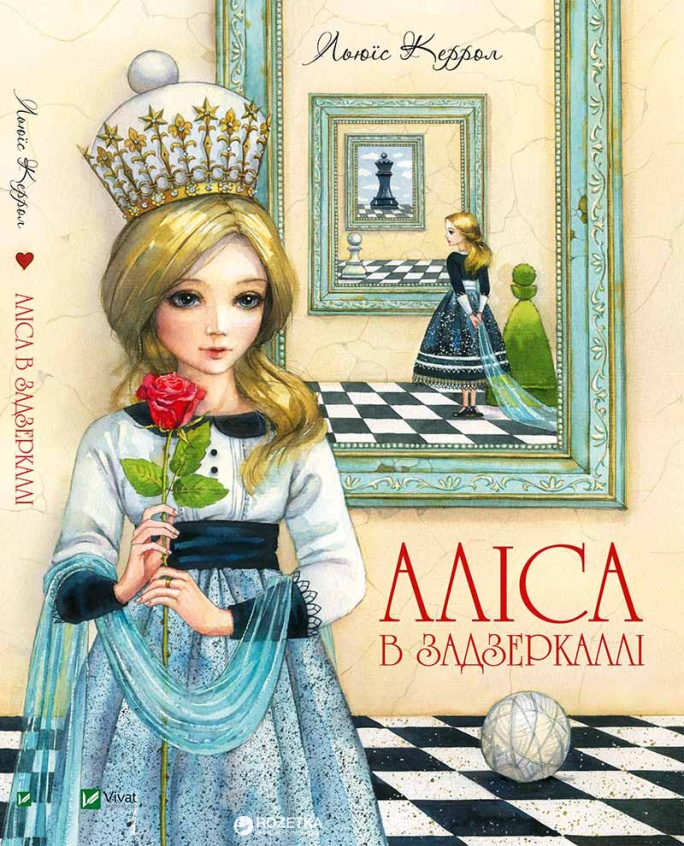 Льюїс Керрол
Льюїс Керрол
АЛІСА В ЗАДЗЕРКАЛЛІ
АЛІСА
В ЗАДЗЕРКАЛЛІ
Vivat
ROZETKA